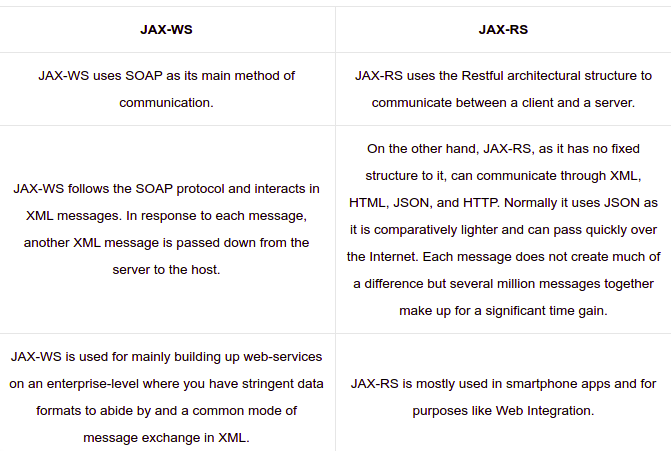 JAX-WS
JAX-RS
JAX-WS uses SOAP as its main method of
communication.
JAX-RS uses the Restful architectural structure to
communicate between a client and a server.
JAX-WS follows the SOAP protocol and interacts in
XML messages. In response to each message,
another XML message is passed down from the
server to the host.
On the other hand, JAX-RS, as it has no fixed
structure to it, can communicate through XML,
HTML, JSON, and HTTP. Normally it uses JSON as
it is comparatively lighter and can pass quickly over
the Internet. Each message does not create much of
a difference but several million messages together
make up for a significant time gain.
JAX-WS is used for mainly building up web-services
on an enterprise-level where you have stringent data
formats to abide by and a common mode of
message exchange in XML.
JAX-RS is mostly used in smartphone apps and for
purposes like Web Integration.